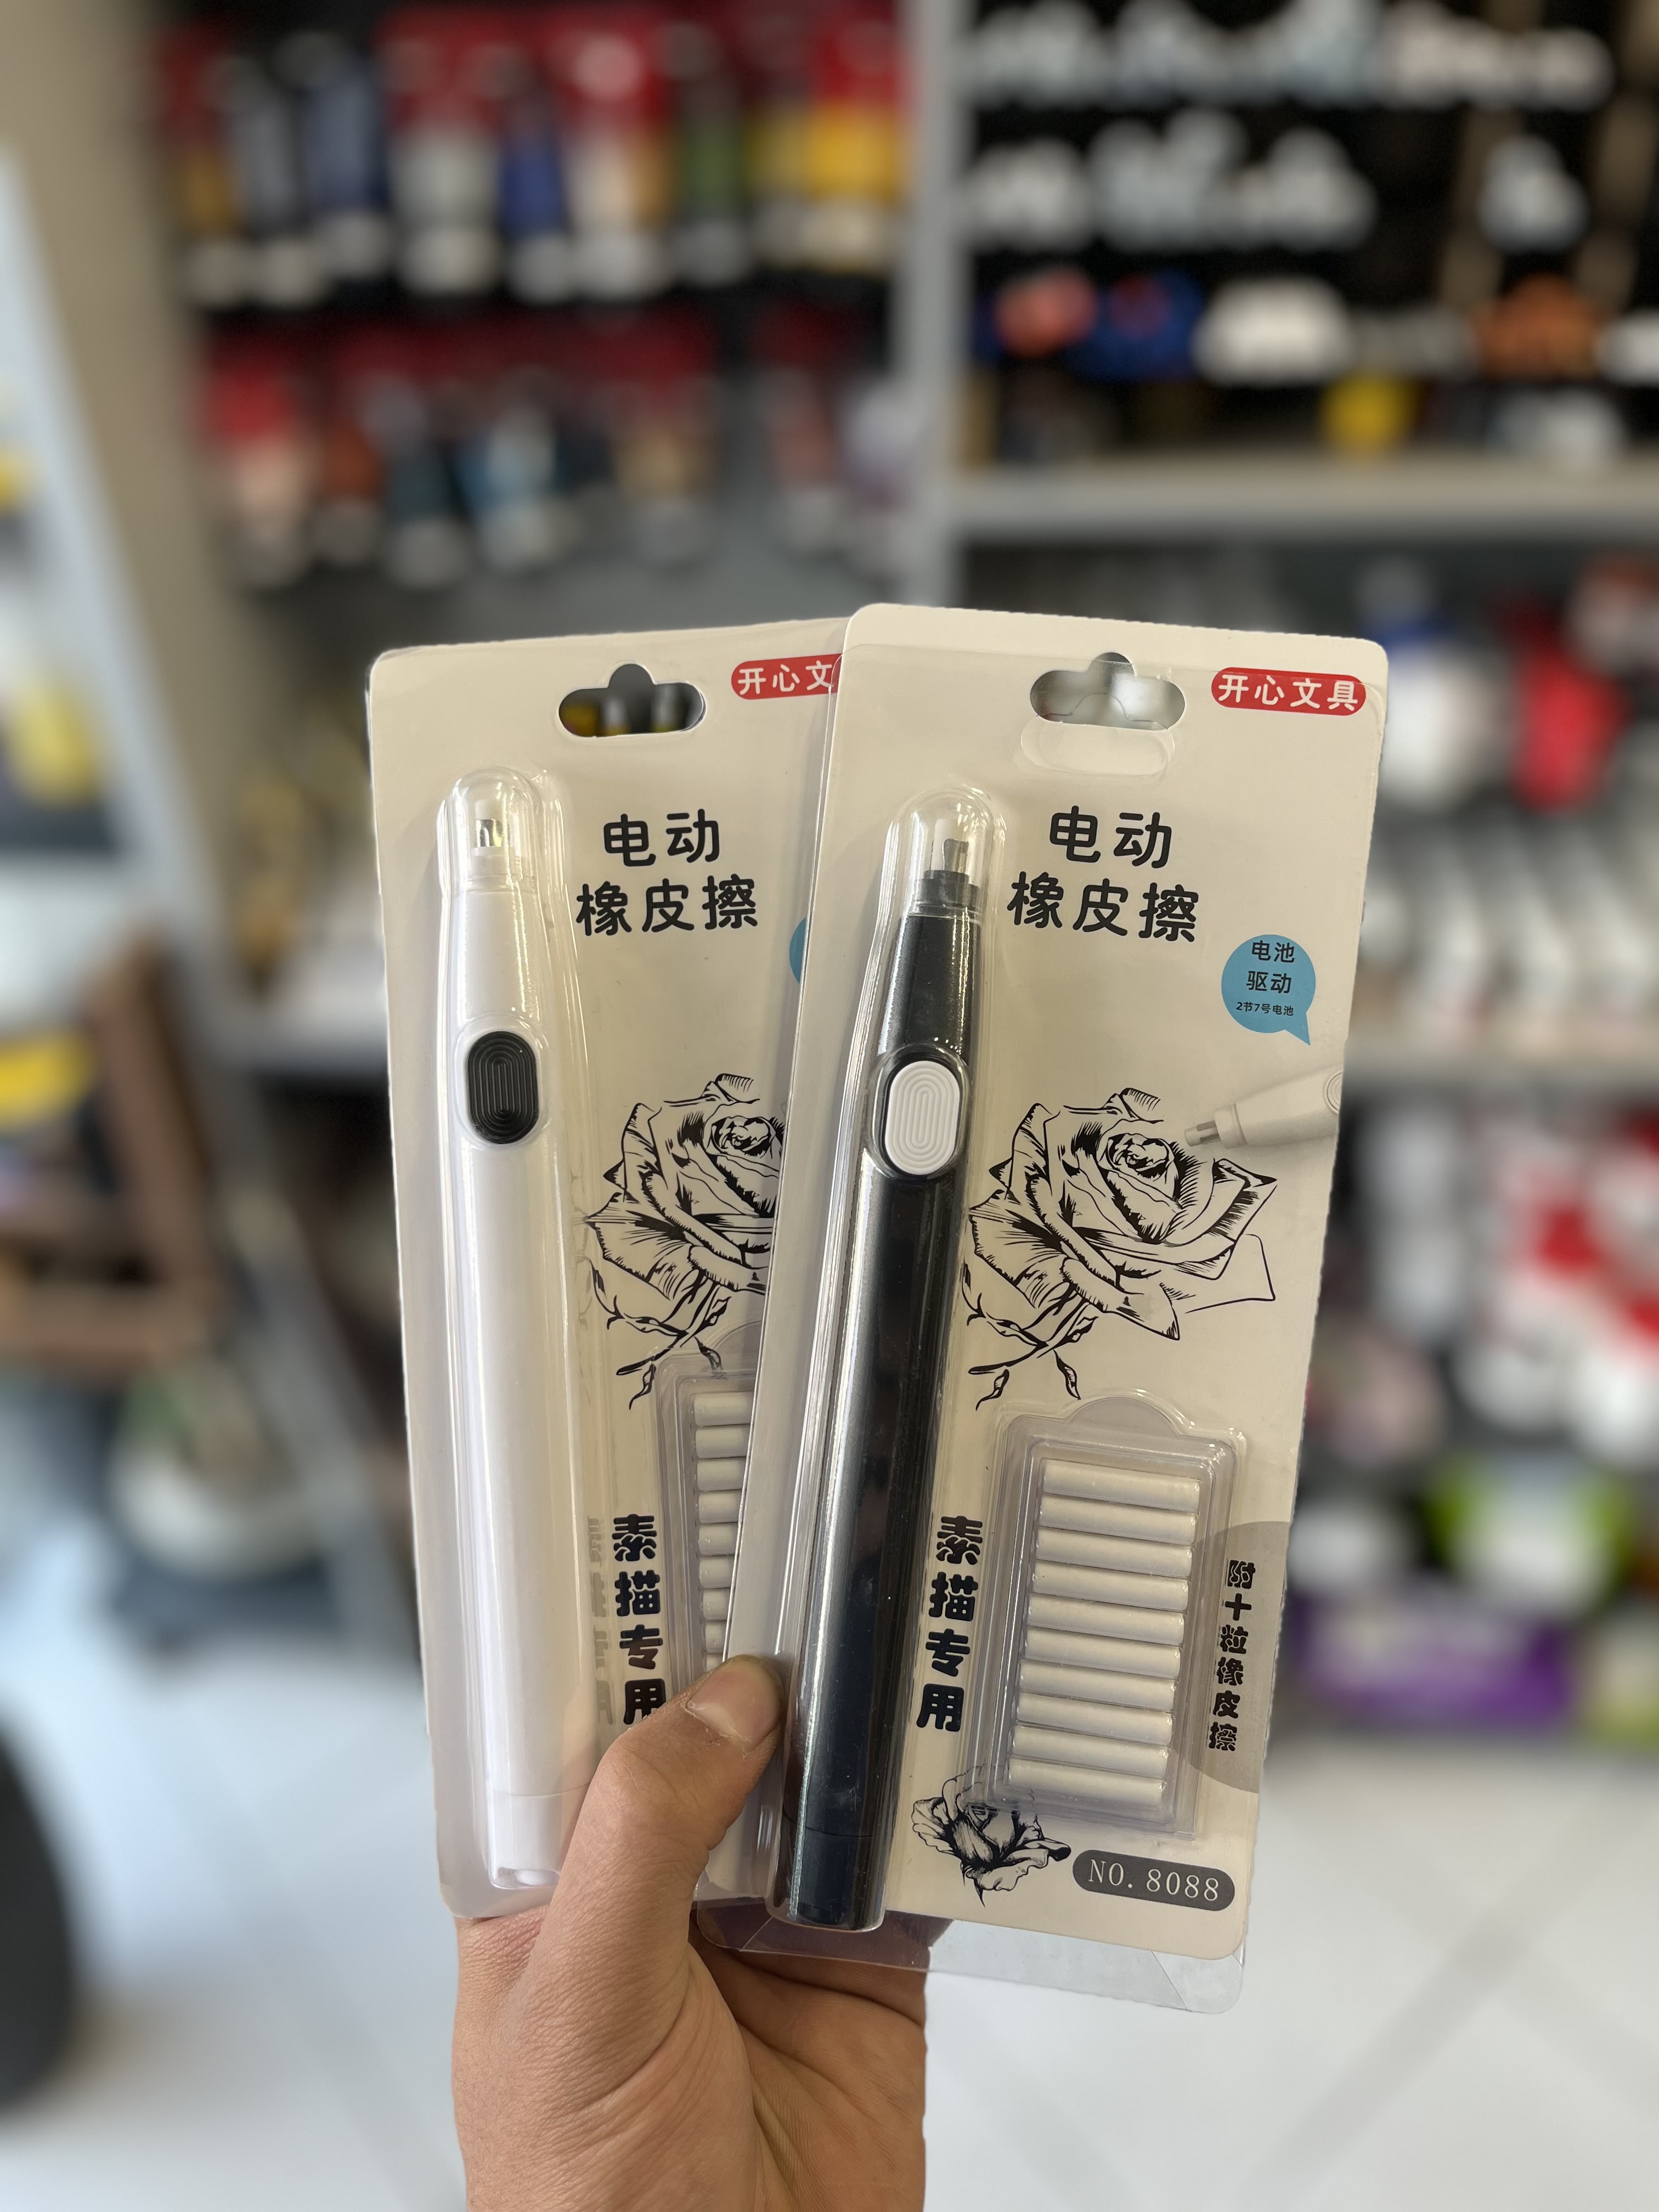 开心文
电动
橡皮擦
素描专用
开心文具
电动
橡皮擦
电池
驱动
2节7号电池
素描专用
附十粒橡皮擦
NO. 8088